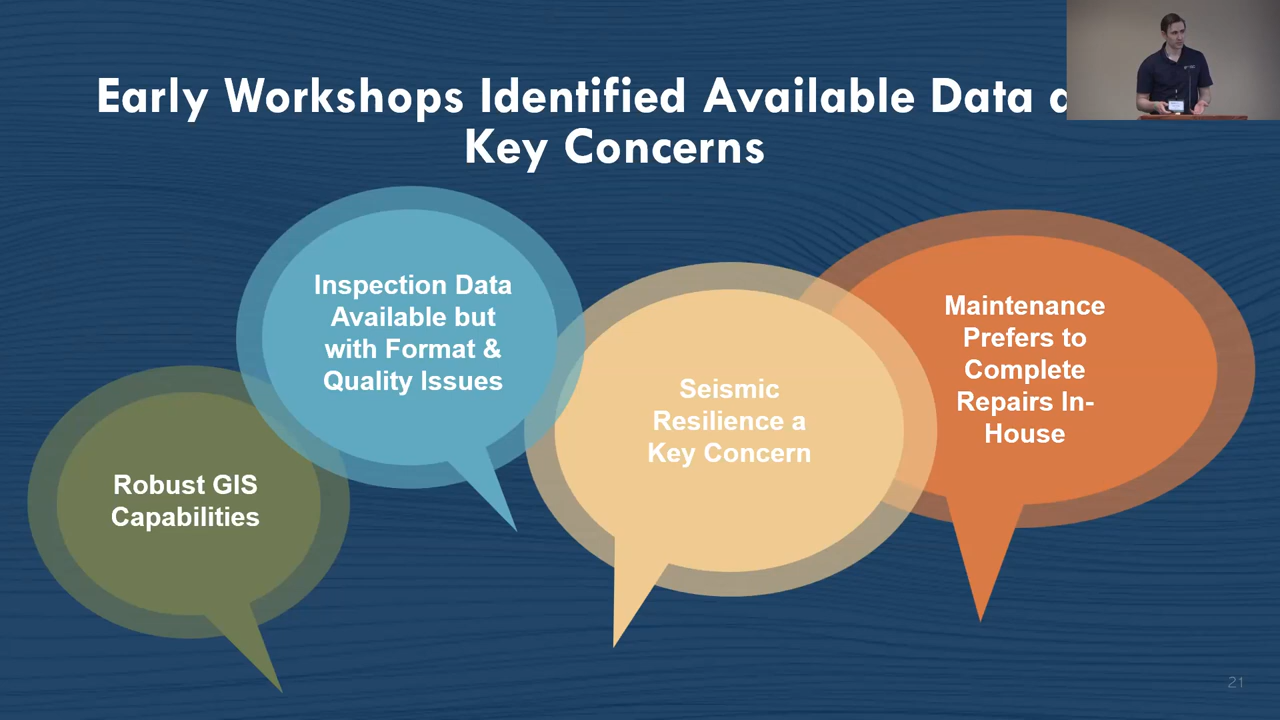 Early Workshops Identified Available Data
Key Concerns
Robust GIS
Capabilities
Inspection Data
Available but
with Format &
Quality Issues
Seismic
Resilience a
Key Concern
Maintenance
Prefers to
Complete
Repairs In-
House
21